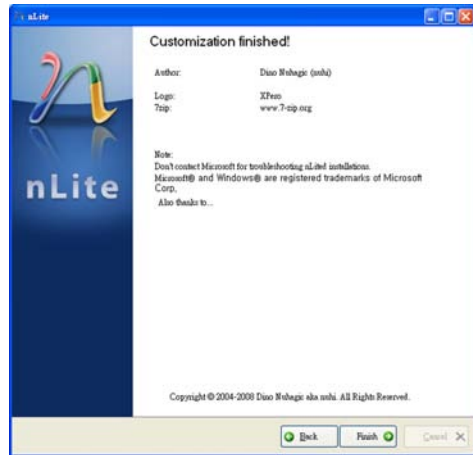 nLite
Customization finished!
Author: Dino Nuhagic (nuhi)
Logo: XPero
7zip: www.7-zip.org
Note:
Don't contact Microsoft for troubleshooting nLited installations.
Microsoft® and Windows® are registered trademarks of Microsoft
Corp.
Also thanks to...
nLite
Copyright © 2004-2008 Dino Nuhagic aka nuhi. All Rights Reserved.
Back Finish Cancel